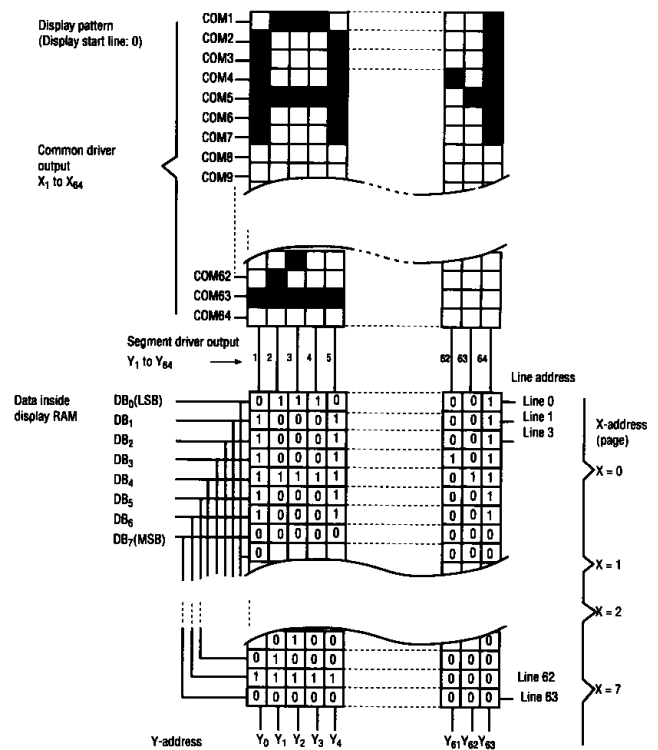 Display pattern
(Display start line: 0)
COM1
COM2
COM3
COM4
COM5
COM6
COM7
COM8
COM9
Common driver
output
X1 to X64
COM62
COM63
COM64
Segment driver output
Y1 to Y64
1 2 3 4 5 62 63 64
Line address
Data inside
display RAM
X-address
(page)
DB0(LSB) 0 1 1 1 0 0 0 1 Line 0
DB1 1 0 0 0 1 0 0 1 Line 1
DB2 1 0 0 0 1 0 0 1 Line 3
DB3 1 0 0 0 1 1 0 1
X = 0
DB4 1 1 1 1 1 0 1 1
DB5 1 0 0 0 1 0 0 1
DB6 1 0 0 0 1 0 0
DB7(MSB) 0 0 0 0 0 0 0 0
0
X = 1
X = 2
0 1 0 0
0 1 0 0 0 0 0 0
1 1 1 1 1 0 0 0 Line 62
0 0 0 0 0 0 0 0 Line 63
X = 7
Y-address Y0 Y1 Y2 Y3 Y4 Y61 Y62 Y63